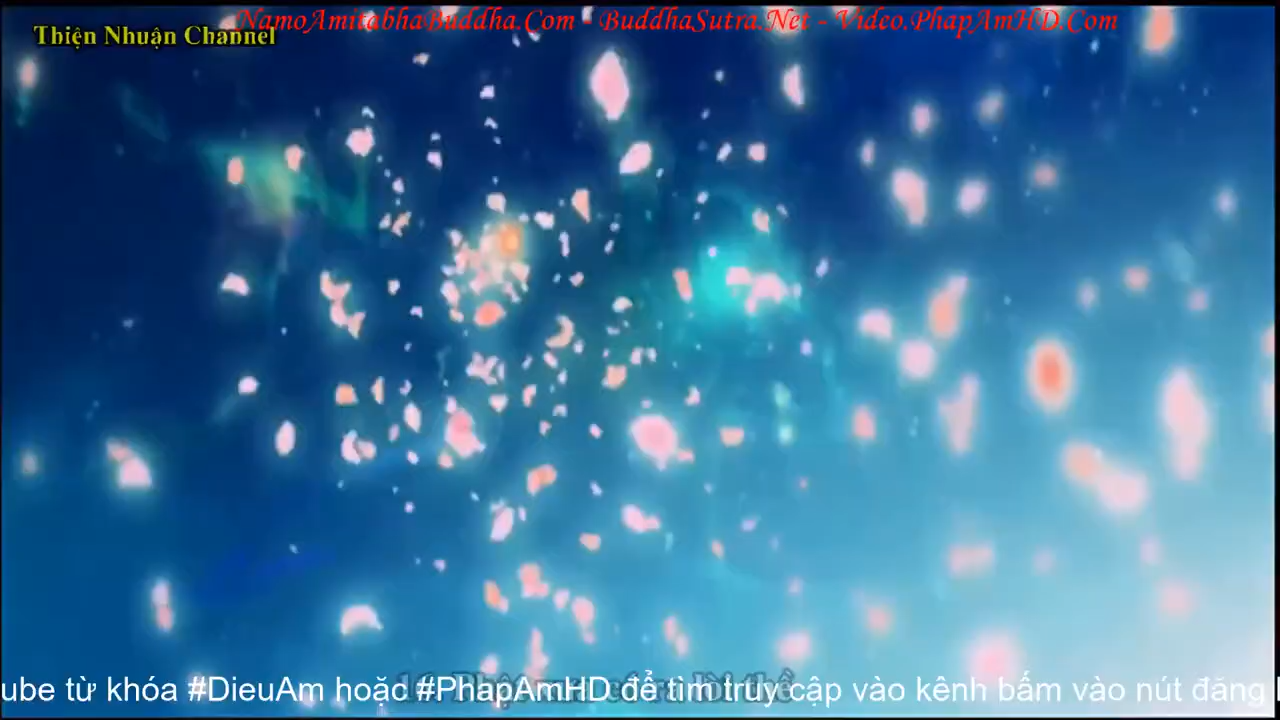 NamoAmitabhaBuddha.Com - BuddhaSutra.Net - Video.PhapAmHD.Com
Thiện Nhuận Channel
ube từ khóa #DieuAm hoặc #PhapAmHD để tìm truy cập vào kênh bấm vào nút đăng